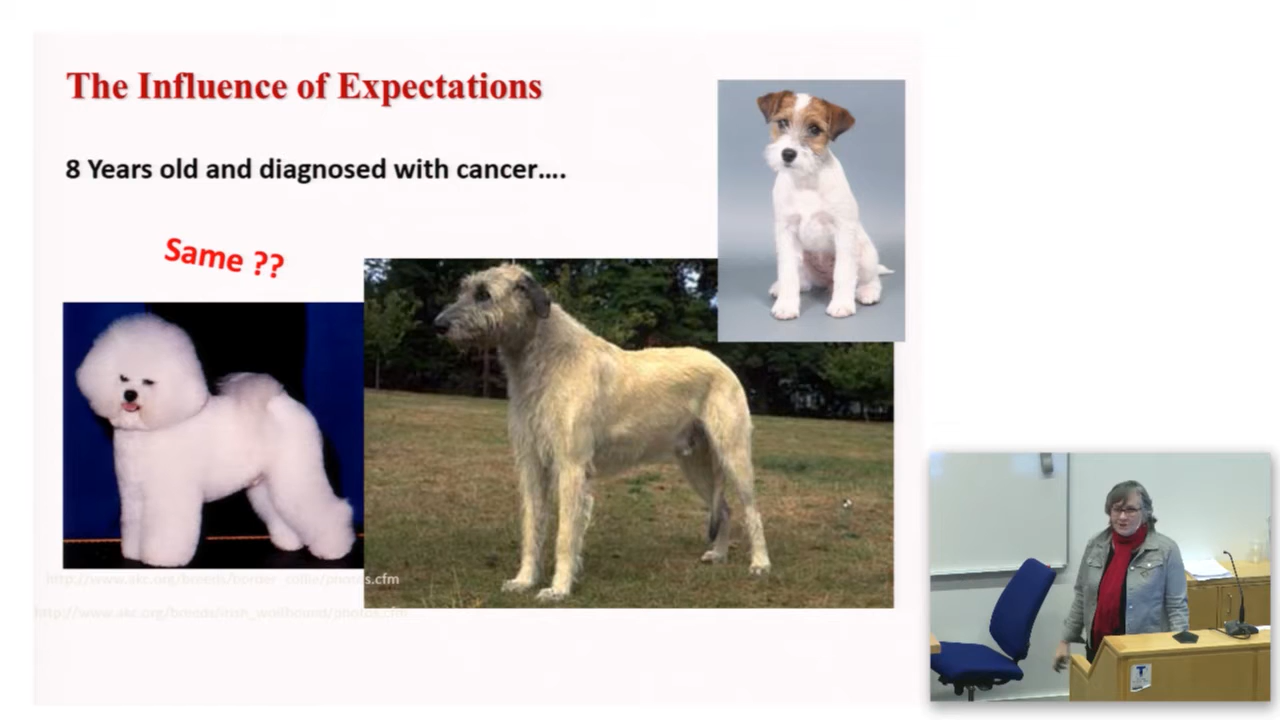 The Influence of Expectations
8 Years old and diagnosed with cancer....
Same ??
http://www.akc.org/breeds/border_collie/photos.cfm
http://www.akc.org/breeds/irish_wolfhound/photos.cfm
T